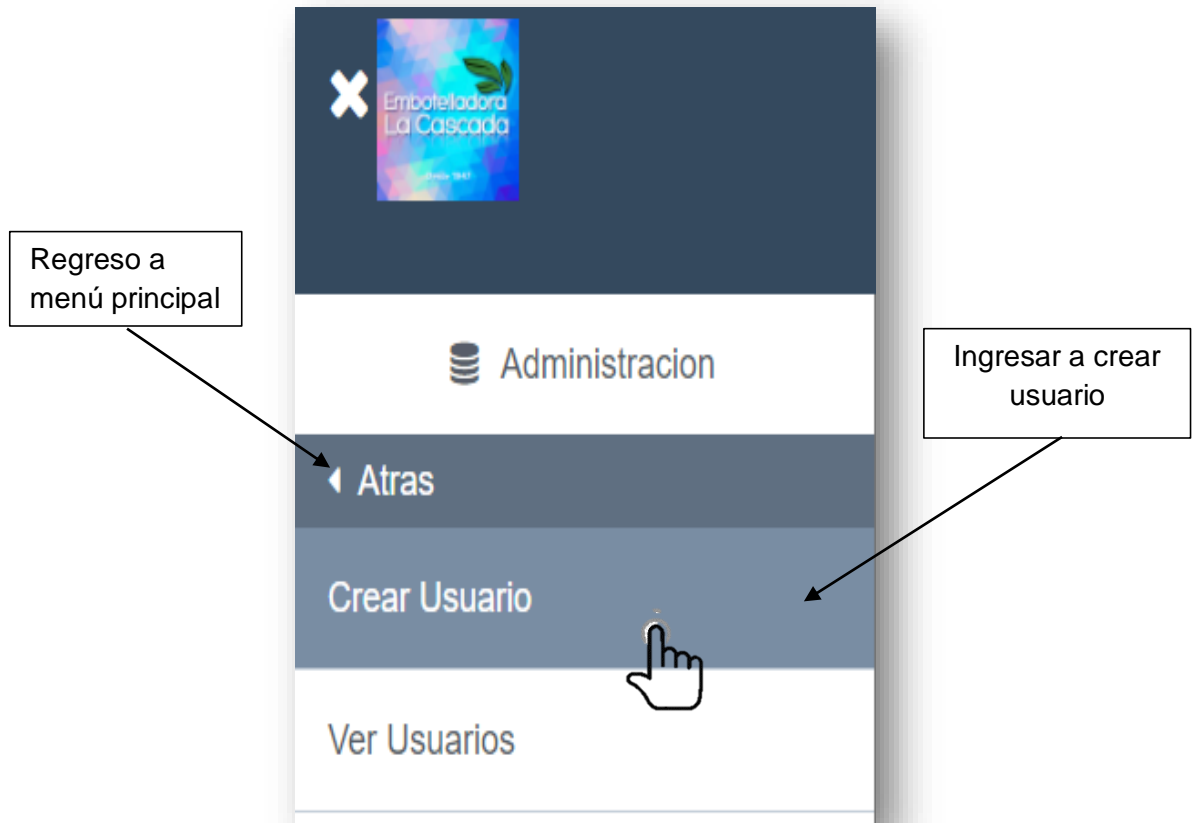 Embotelladora
La Cascada
Regreso a
menú principal
Administracion
Ingresar a crear
usuario
Atras
Crear Usuario
Ver Usuarios